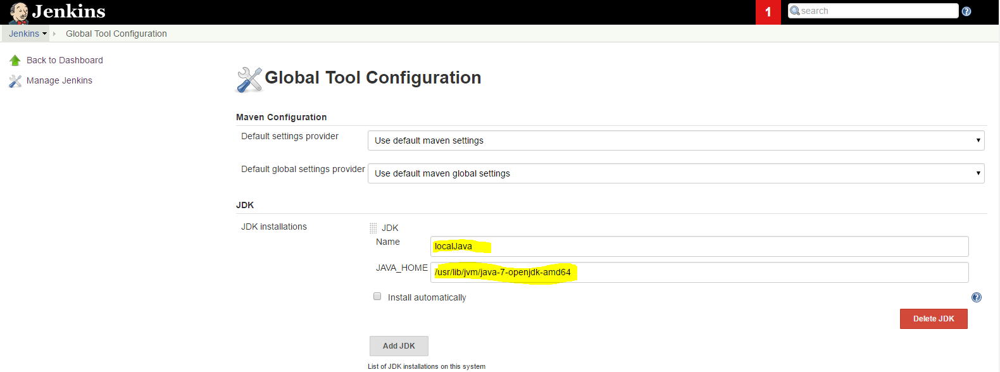 Jenkins
1
search
?
Jenkins
Global Tool Configuration
Back to Dashboard
Manage Jenkins
Global Tool Configuration
Maven Configuration
Default settings provider
Use default maven settings
Default global settings provider
Use default maven global settings
JDK
JDK installations
JDK
Name
localJava
JAVA_HOME
/usr/lib/jvm/java-7-openjdk-amd64
Install automatically
?
Delete JDK
Add JDK
List of JDK installations on this system